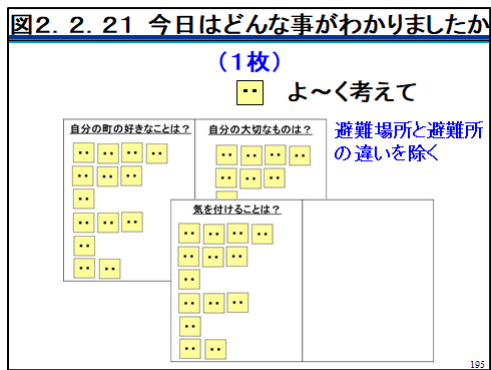 図2．2．21 今日はどんな事がわかりましたか
（1枚）
よ～く考えて
自分の町の好きなことは？
自分の大切なものは？
避難場所と避難所
の違いを除く
気を付けることは？
195